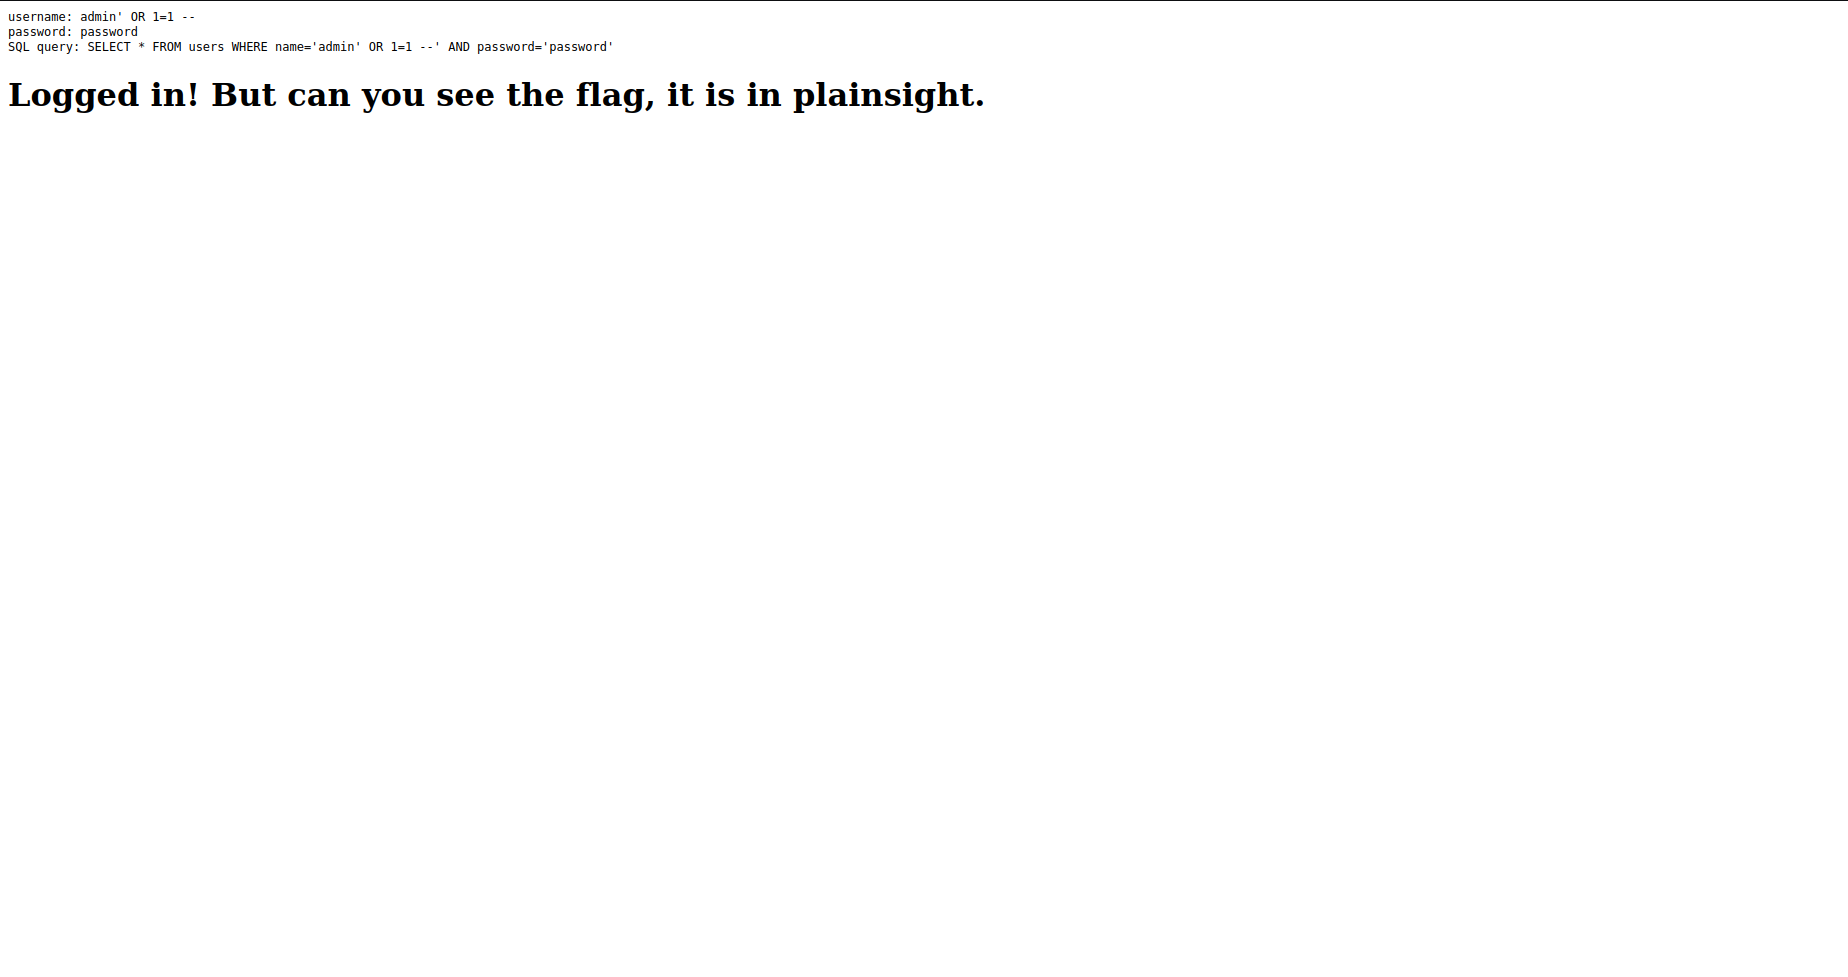 username: admin' OR 1=1 --
password: password
SQL query: SELECT * FROM users WHERE name='admin' OR 1=1 --' AND password='password'
Logged in! But can you see the flag, it is in plainsight.